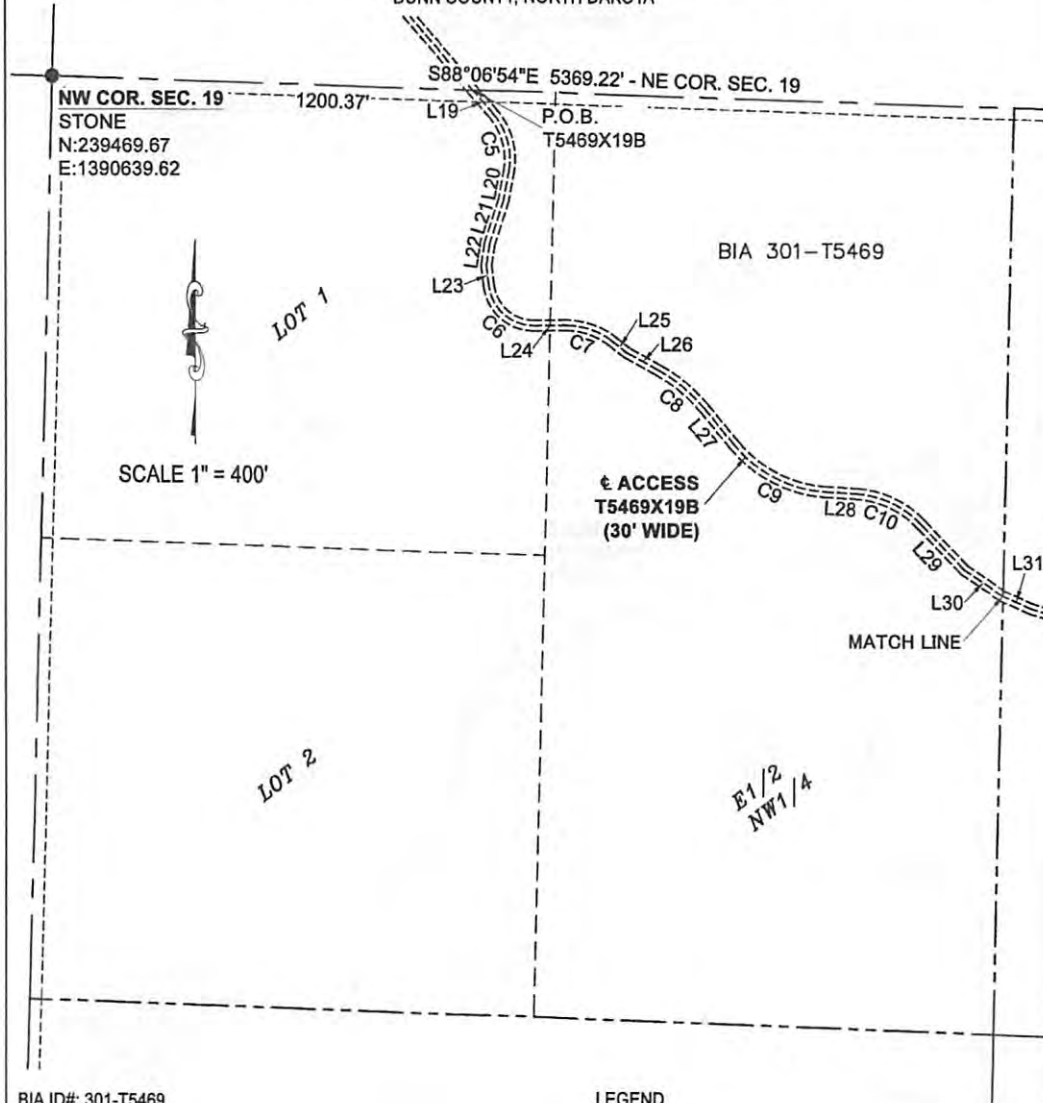 DUNN COUNTY, NORTH DAKOTA
S88°06'54"E 5369.22' - NE COR. SEC. 19
NW COR. SEC. 19
STONE
N:239469.67
E:1390639.62
1200.37'
L19
P.O.B.
T5469X19B
C5
L20
L21
L22
L23
BIA 301-T5469
LOT 1
C6
L24
C7
L25
L26
C8
L27
SCALE 1" = 400'
℄ ACCESS
T5469X19B
(30' WIDE)
C9
L28
C10
L29
L30
L31
MATCH LINE
LOT 2
E1/2
NW1/4
BIA ID#: 301-T5469
LEGEND